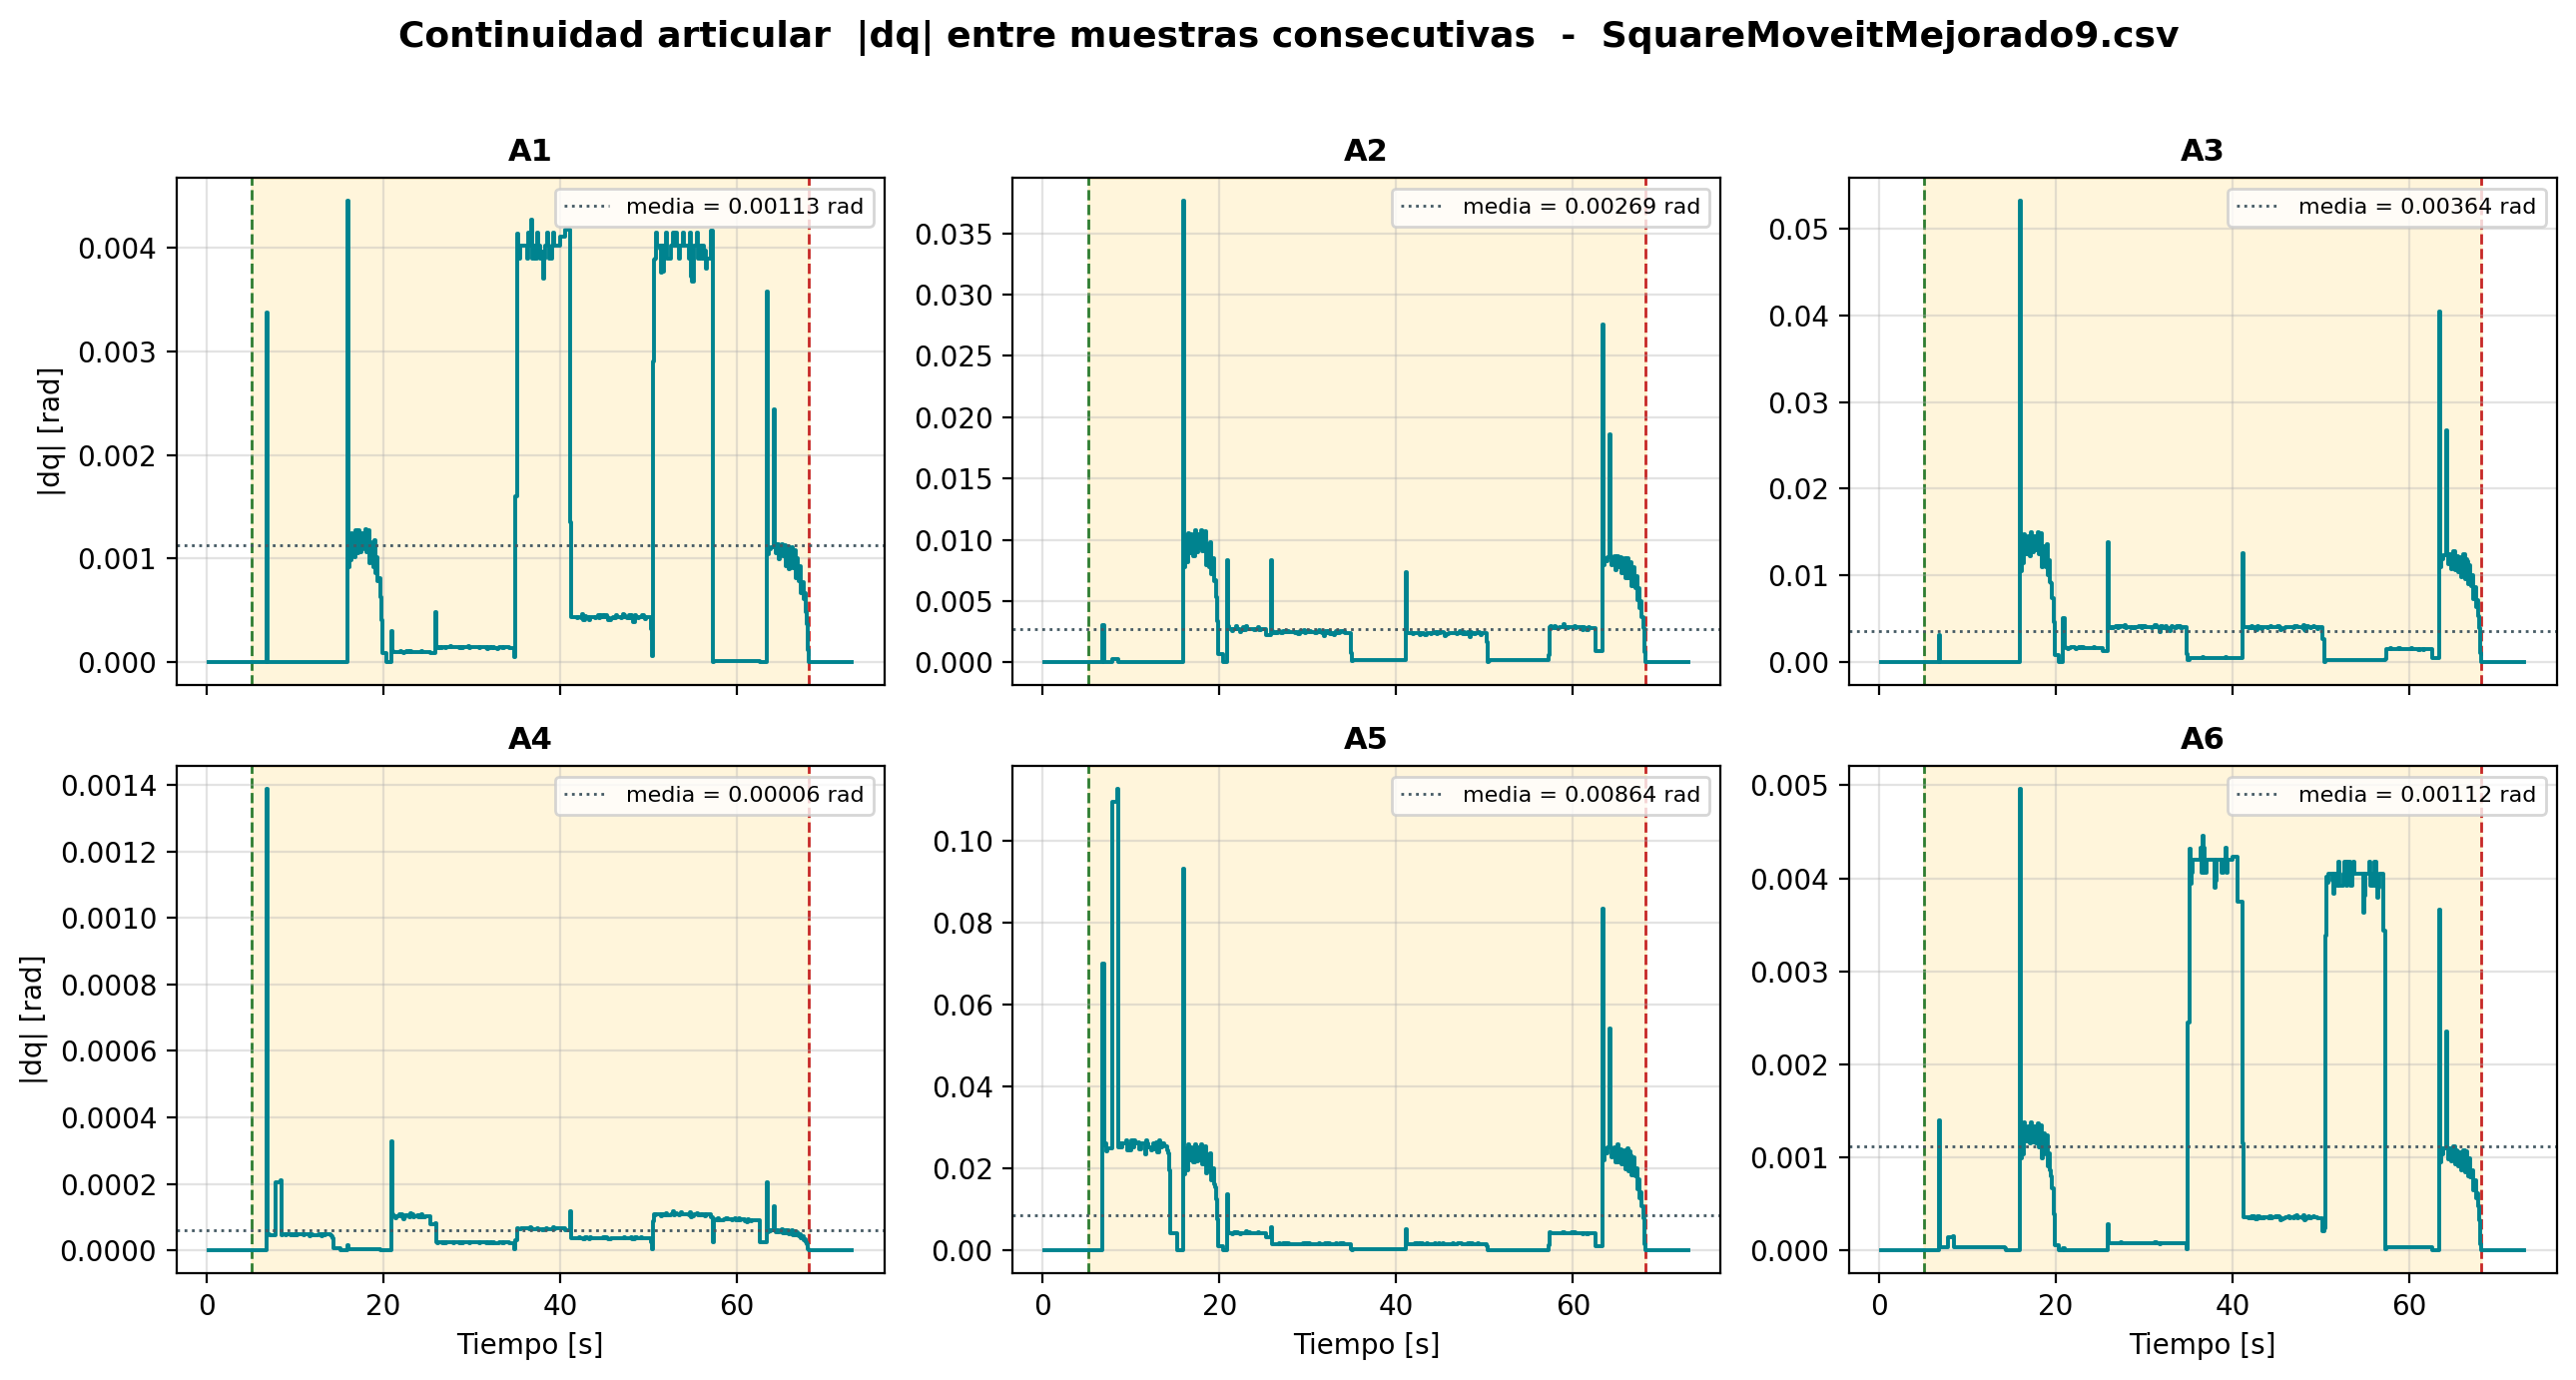 Continuidad articular |dq| entre muestras consecutivas - SquareMoveitMejorado9.csv
A1
A2
A3
media = 0.00113 rad
media = 0.00269 rad
media = 0.00364 rad
|dq| [rad]
0.004
0.003
0.002
0.001
0.000
0.035
0.030
0.025
0.020
0.015
0.010
0.005
0.000
0.05
0.04
0.03
0.02
0.01
0.00
A4
A5
A6
media = 0.00006 rad
media = 0.00864 rad
media = 0.00112 rad
|dq| [rad]
0.0014
0.0012
0.0010
0.0008
0.0006
0.0004
0.0002
0.0000
0.10
0.08
0.06
0.04
0.02
0.00
0.005
0.004
0.003
0.002
0.001
0.000
0 20 40 60
0 20 40 60
0 20 40 60
Tiempo [s]
Tiempo [s]
Tiempo [s]